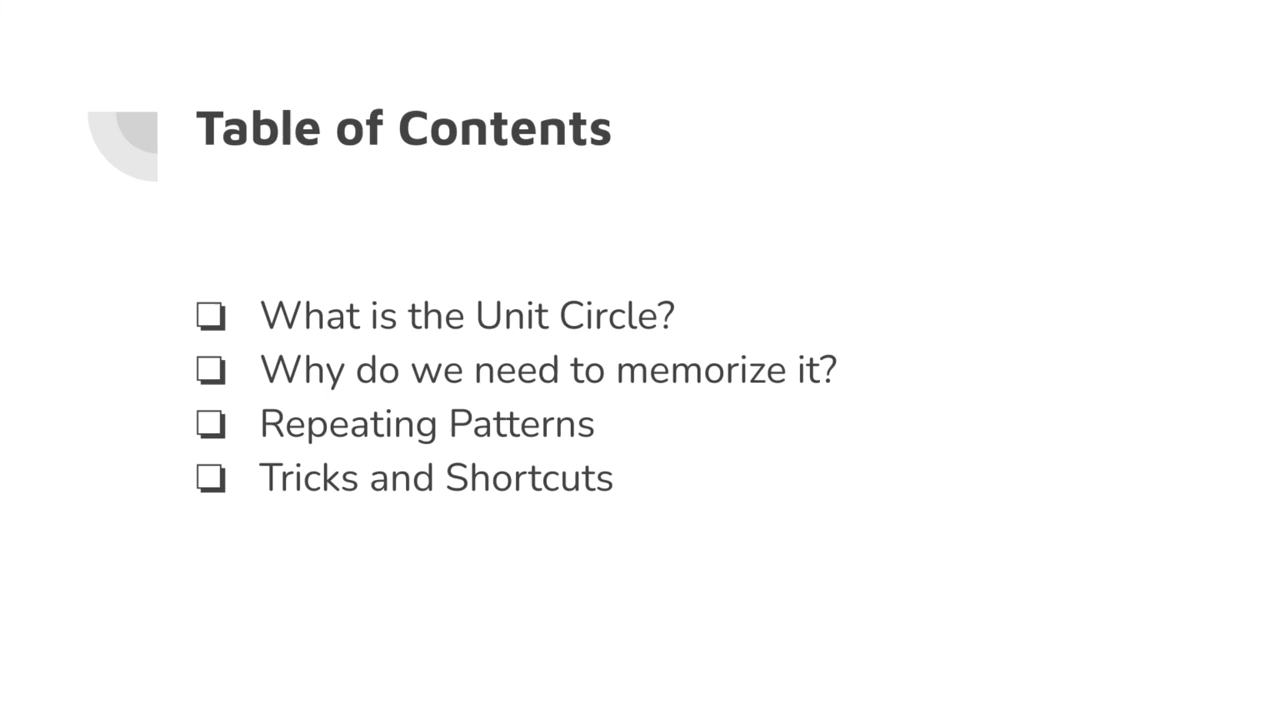 Table of Contents
What is the Unit Circle?
Why do we need to memorize it?
Repeating Patterns
Tricks and Shortcuts